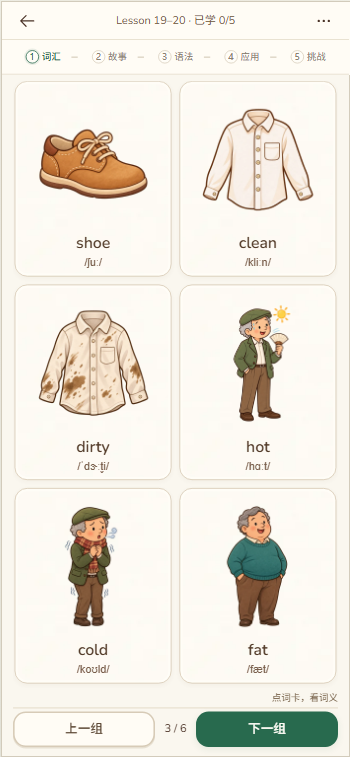 Lesson 19–20 · 已学 0/5
1 词汇 – 2 故事 – 3 语法 – 4 应用 – 5 挑战
shoe
clean
/ʃuː/
/kliːn/
dirty
hot
/ˈdɝːt̬i/
/hɑːt/
cold
fat
/koʊld/
/fæt/
点词卡，看词义
上一组
3 / 6
下一组